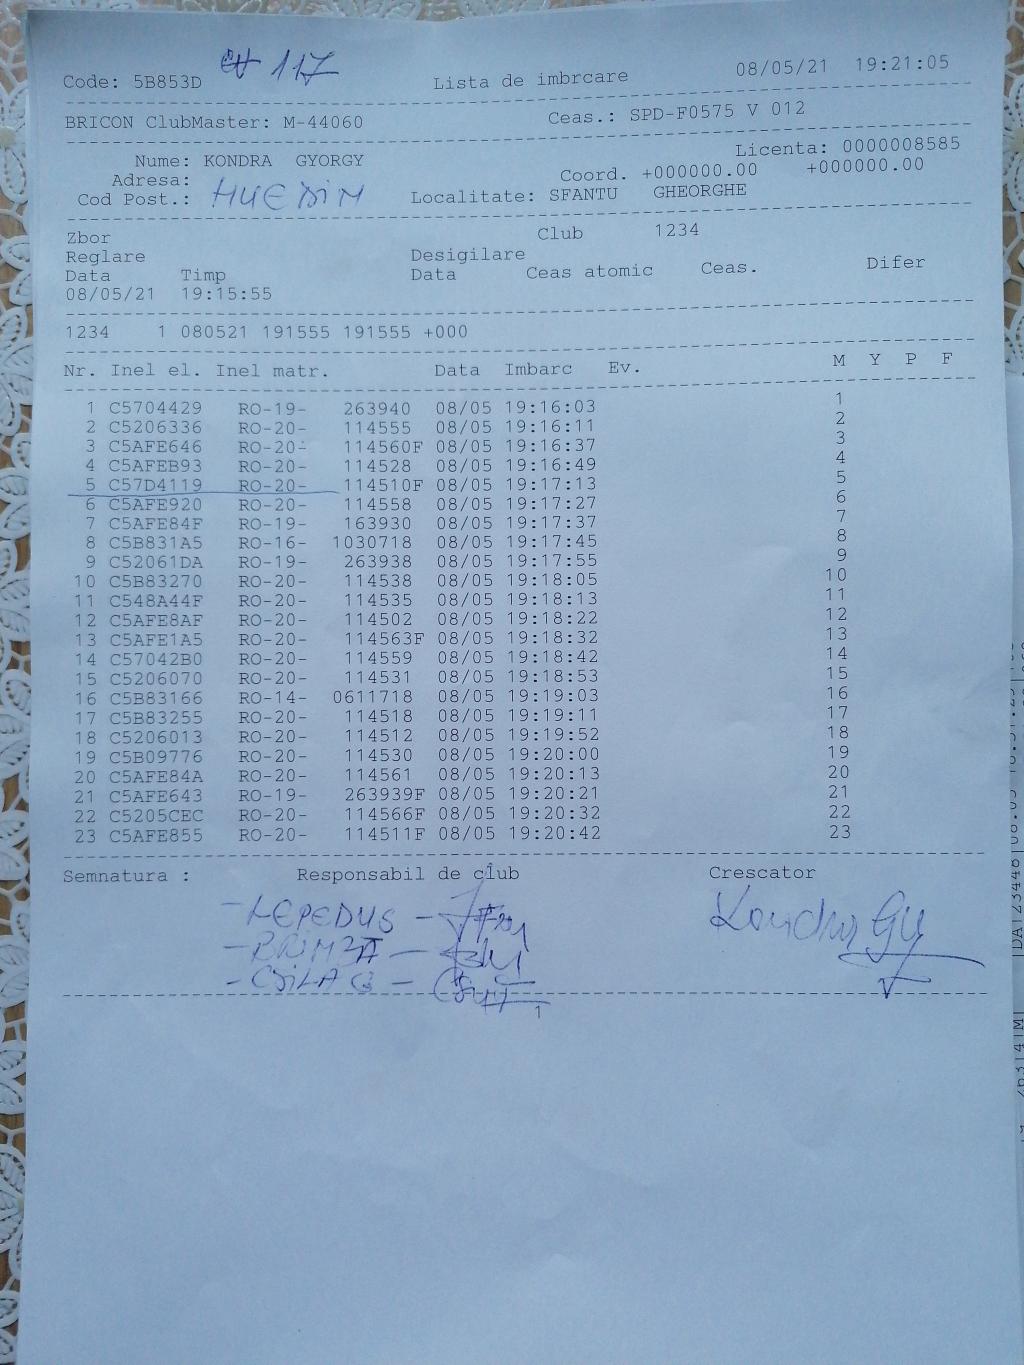 Code: 5B853D 117 Lista de imbrcare 08/05/21 19:21:05
BRICON ClubMaster: M-44060 Ceas.: SPD-F0575 V 012
Nume: KONDRA GYORGY Licenta: 0000008585
Adresa: Coord. +000000.00 +000000.00
Cod Post.: HUEDIM Localitate: SFANTU GHEORGHE
Zbor Club 1234
Reglare Desigilare
Data Timp Data Ceas atomic Ceas. Difer
08/05/21 19:15:55
1234 1 080521 191555 191555 +000
Nr. Inel el. Inel matr. Data Imbarc Ev. M Y P F
1 C5704429 RO-19- 263940 08/05 19:16:03 1
2 C5206336 RO-20- 114555 08/05 19:16:11 2
3 C5AFE646 RO-20- 114560F 08/05 19:16:37 3
4 C5AFEB93 RO-20- 114528 08/05 19:16:49 4
5 C57D4119 RO-20- 114510F 08/05 19:17:13 5
6 C5AFE920 RO-20- 114558 08/05 19:17:27 6
7 C5AFE84F RO-19- 163930 08/05 19:17:37 7
8 C5B831A5 RO-16- 1030718 08/05 19:17:45 8
9 C52061DA RO-19- 263938 08/05 19:17:55 9
10 C5B83270 RO-20- 114538 08/05 19:18:05 10
11 C548A44F RO-20- 114535 08/05 19:18:13 11
12 C5AFE8AF RO-20- 114502 08/05 19:18:22 12
13 C5AFE1A5 RO-20- 114563F 08/05 19:18:32 13
14 C57042B0 RO-20- 114559 08/05 19:18:42 14
15 C5206070 RO-20- 114531 08/05 19:18:53 15
16 C5B83166 RO-14- 0611718 08/05 19:19:03 16
17 C5B83255 RO-20- 114518 08/05 19:19:11 17
18 C5206013 RO-20- 114512 08/05 19:19:52 18
19 C5B09776 RO-20- 114530 08/05 19:20:00 19
20 C5AFE84A RO-20- 114561 08/05 19:20:13 20
21 C5AFE643 RO-19- 263939F 08/05 19:20:21 21
22 C5205CEC RO-20- 114566F 08/05 19:20:32 22
23 C5AFE855 RO-20- 114511F 08/05 19:20:42 23
Semnatura : Responsabil de club Crescator
- LEPEDUS - Kondra Gy
- BRIMZA -
- CSILAG -
1